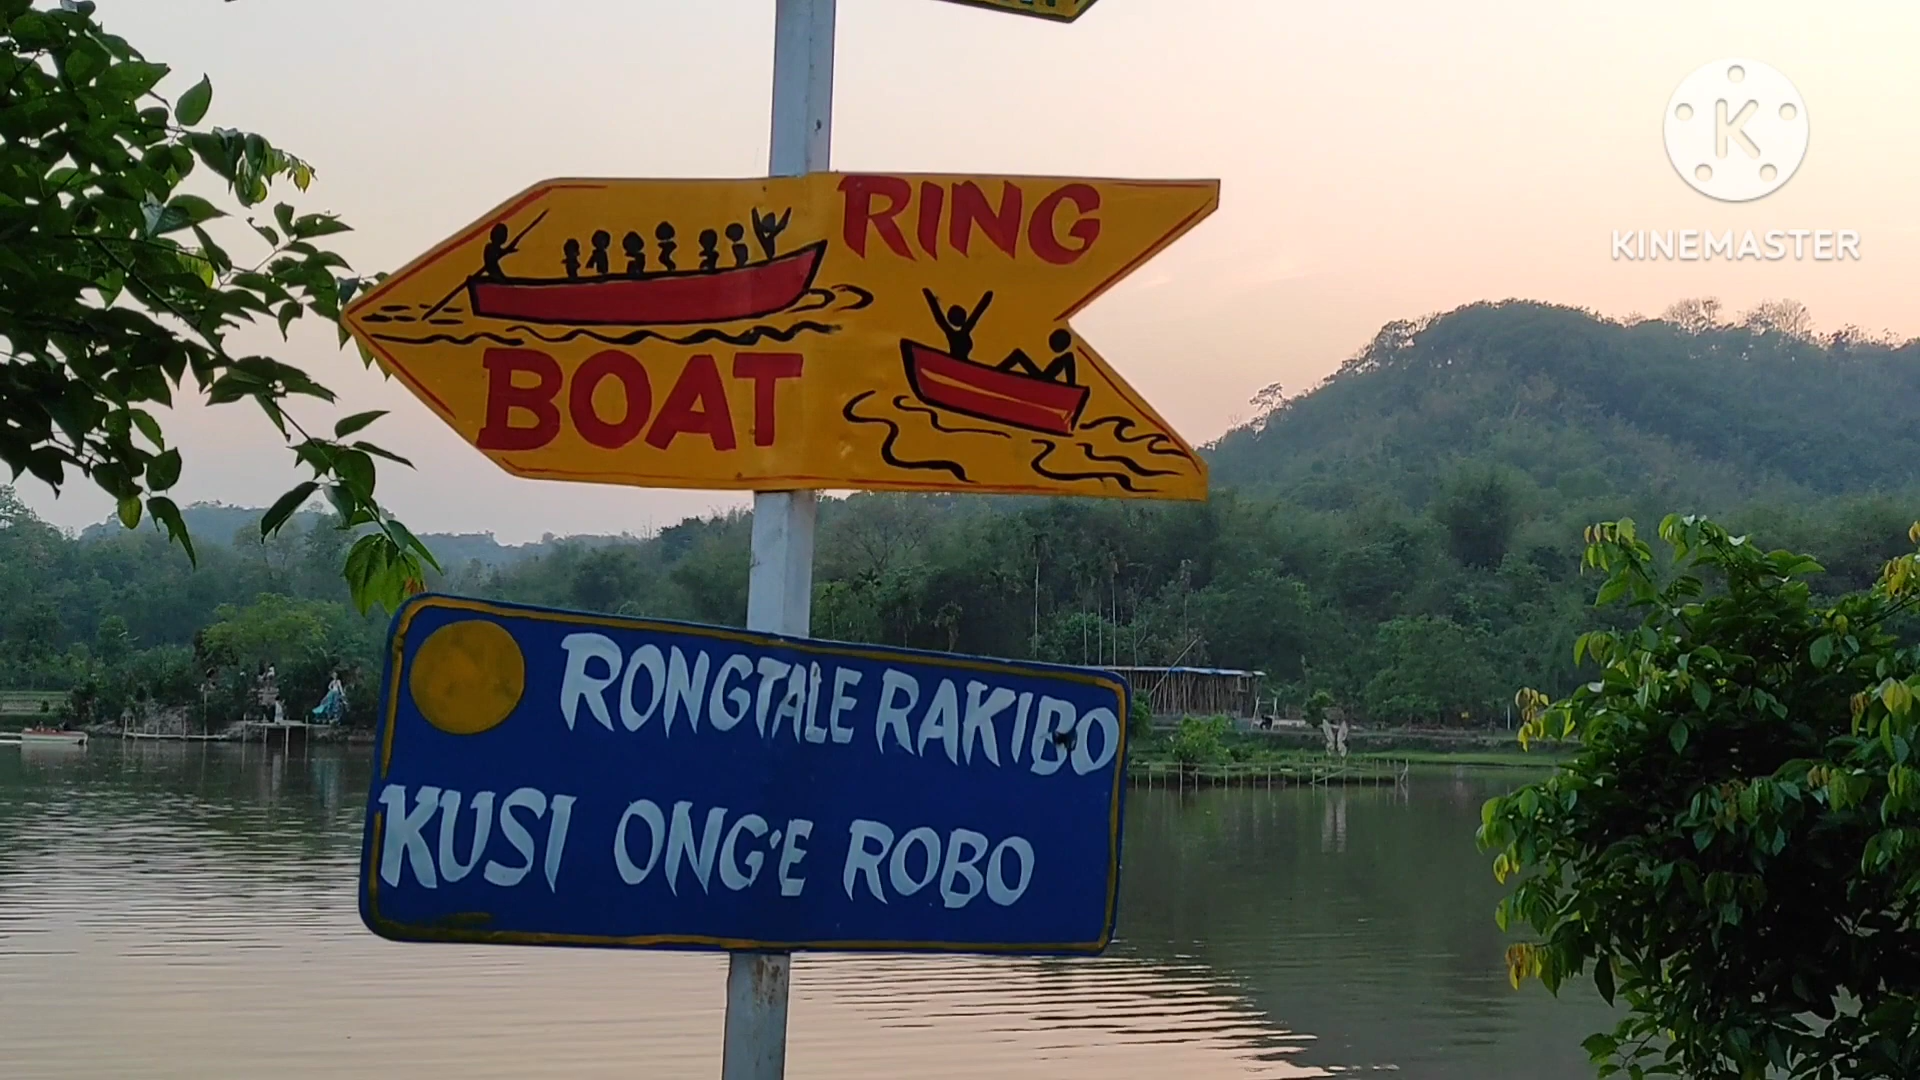 RING
BOAT
RONGTALE RAKIBO
KUSI ONG'E ROBO
K
KINEMASTER